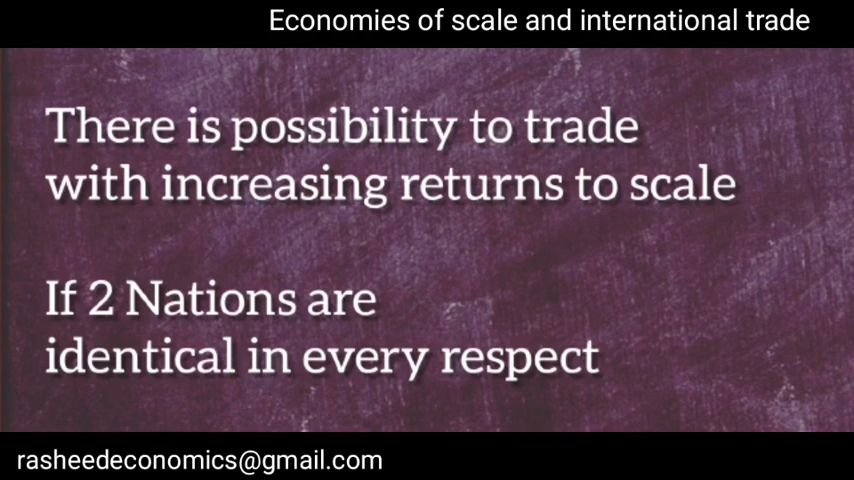 Economies of scale and international trade
There is possibility to trade
with increasing returns to scale
If 2 Nations are
identical in every respect
rasheedeconomics@gmail.com